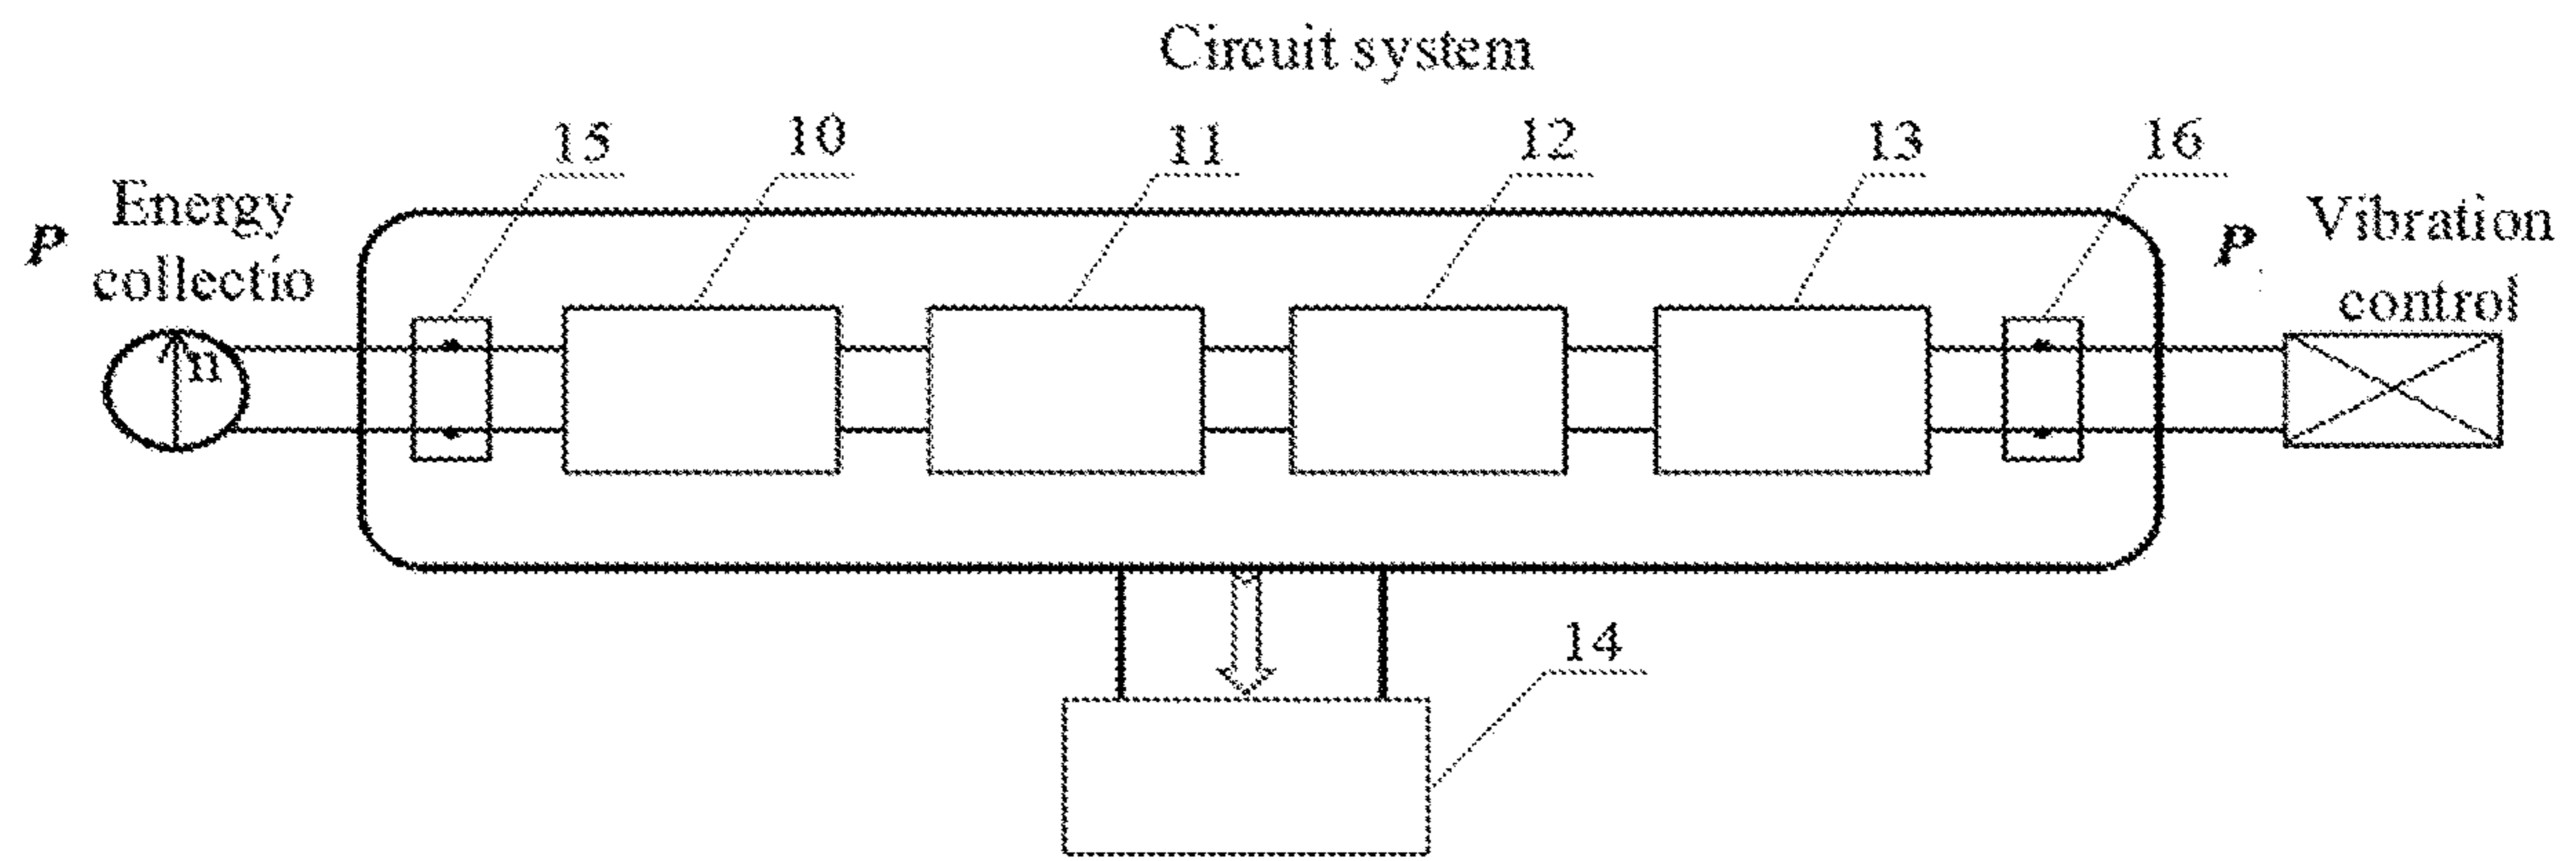 Circuit system
15 10 11 12 13 16
P Energy
collectio
n
P Vibration
control
14